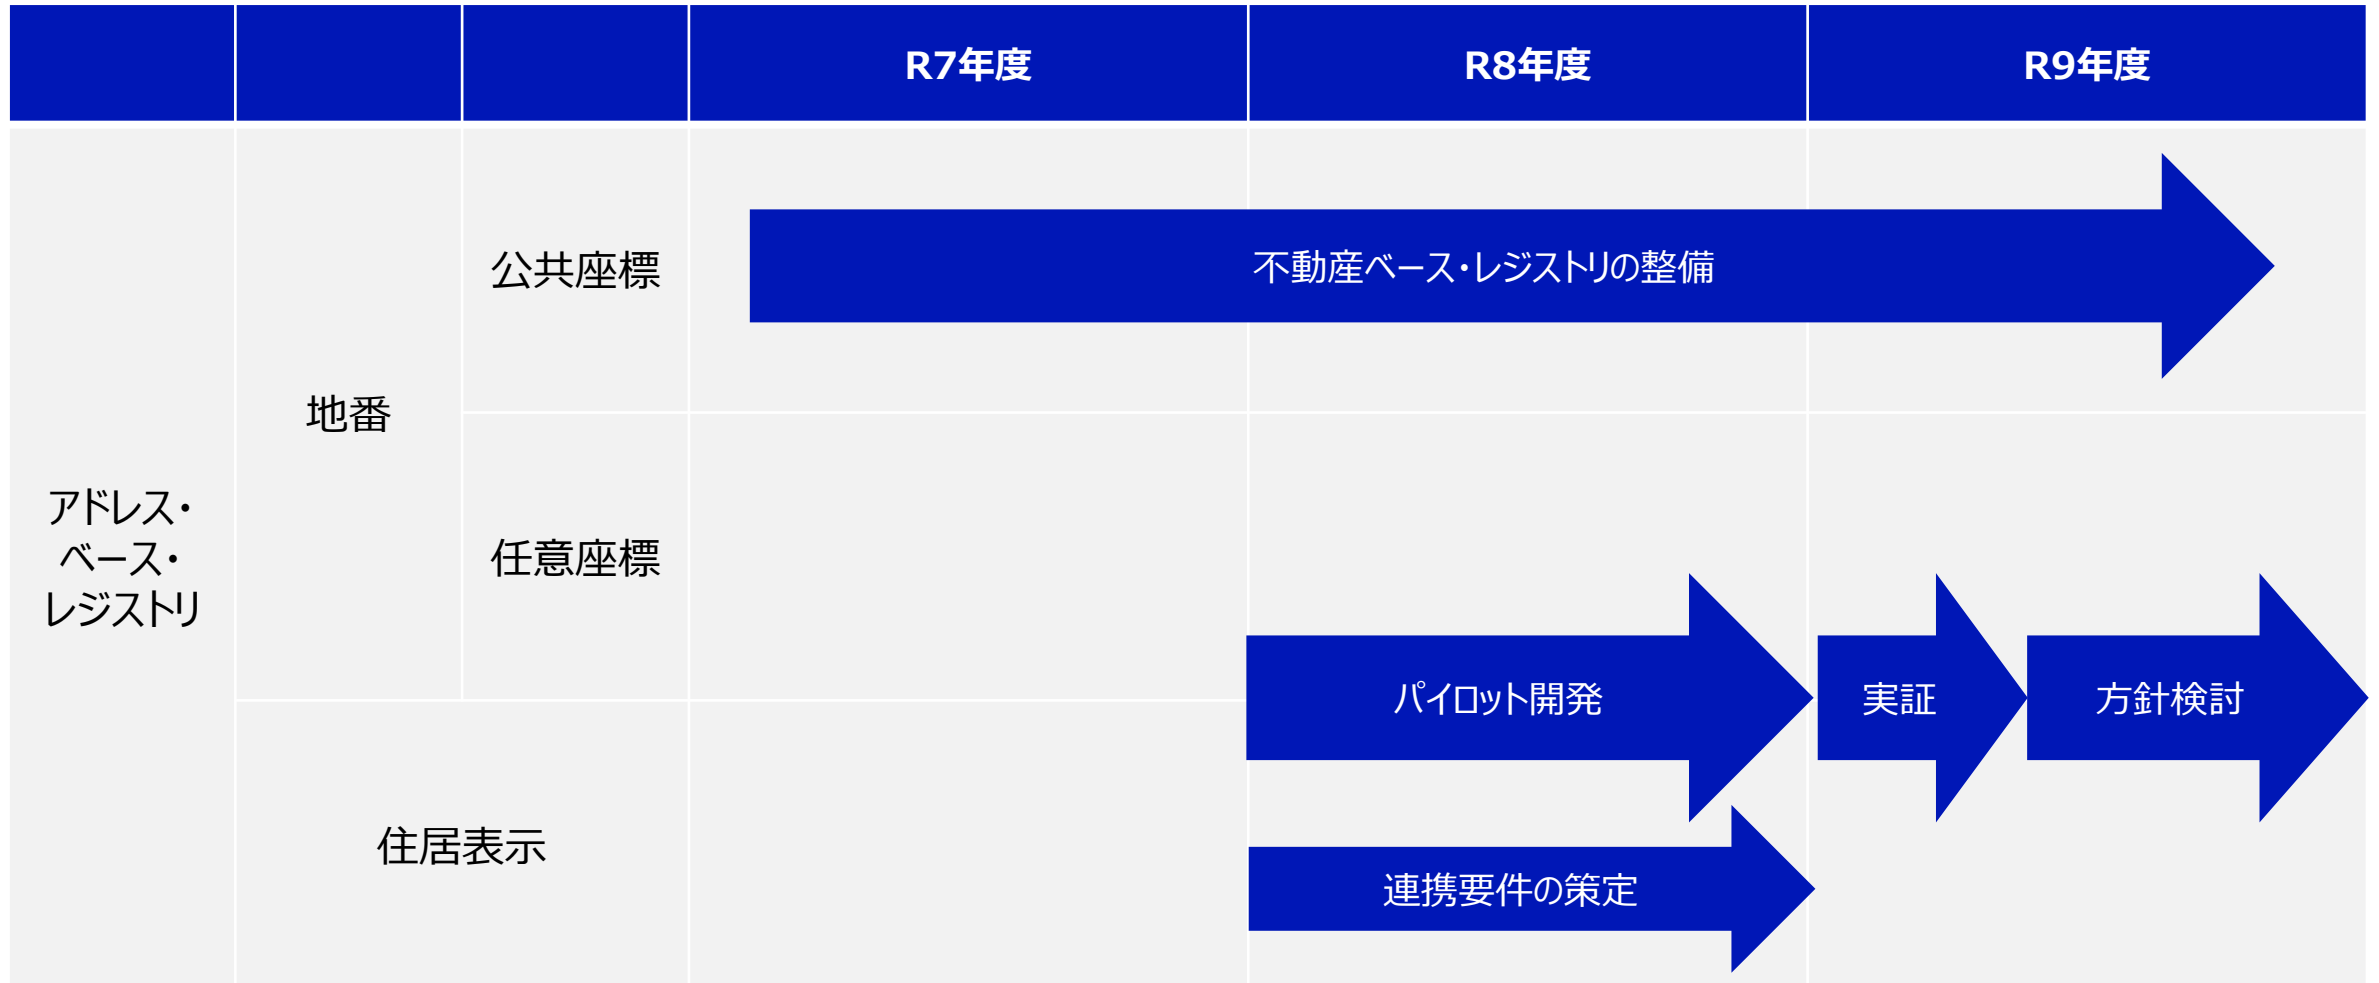 R7年度
R8年度
R9年度
アドレス・
ベース・
レジストリ
地番
公共座標
不動産ベース・レジストリの整備
任意座標
パイロット開発
実証
方針検討
住居表示
連携要件の策定